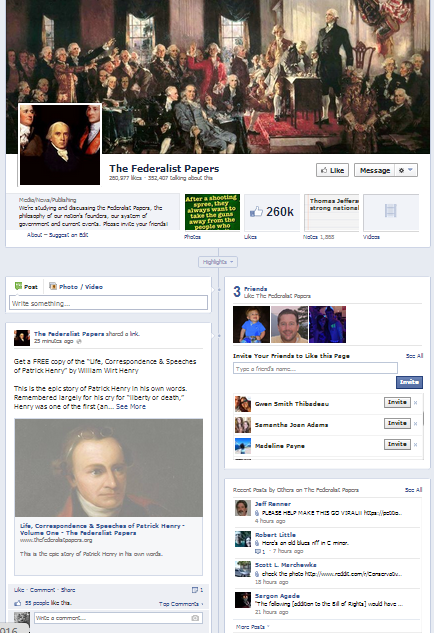 The Federalist Papers
260,977 likes · 352,407 talking about this
Like
Message
Media/News/Publishing
We're studying and discussing the Federalist Papers, the
philosophy of our nation's founders, our system of
government and current events. Please invite your friends!
About – Suggest an Edit
After a shooting
spree, they
always want to
take the guns
away from the
people who
Photos
260k
Likes
Thomas Jefferso
strong national
Notes 1,388
Videos
Highlights
Post
Photo / Video
Write something...
The Federalist Papers shared a link.
25 minutes ago
Get a FREE copy of the "Life, Correspondence & Speeches
of Patrick Henry" by William Wirt Henry
This is the epic story of Patrick Henry in his own words.
Remembered largely for his cry for "liberty or death,"
Henry was one of the first (an... See More
Life, Correspondence & Speeches of Patrick Henry -
Volume One - The Federalist Papers
www.thefederalistpapers.org
This is the epic story of Patrick Henry in his own words.
Like · Comment · Share
1
55 people like this.
Top Comments
Write a comment...
016
3 Friends
Like The Federalist Papers
Invite Your Friends to Like this Page
See All
Type a friend's name...
Invite
Gwen Smith Thibadeau
Invite
Samantha Joan Adams
Invite
Madeline Payne
Invite
Recent Posts by Others on The Federalist Papers
See All
Jeff Renner
PLEASE HELP MAKE THIS GO VIRAL!!!
4 hours ago
Robert Little
Here's an old blues riff in C minor.
1 · 7 hours ago
Scott L. Marchewka
check the photo http://www.reddit.com/r/Conservativ...
18 hours ago
Sargon Agade
"The following [addition to the Bill of Rights] would have ...
21 hours ago
More Posts